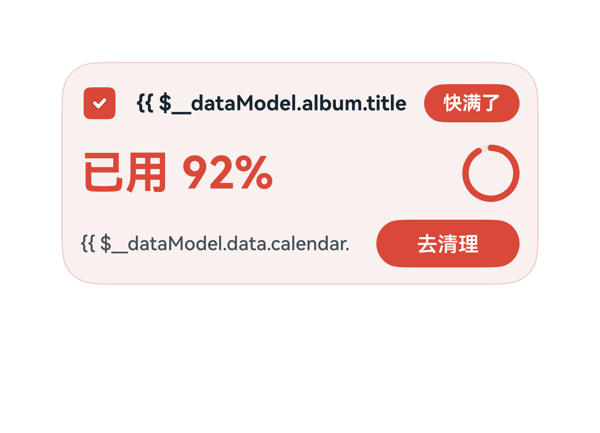 {{ $__dataModel.album.title 快满了
已用 92%
{{ $__dataModel.data.calendar. 去清理